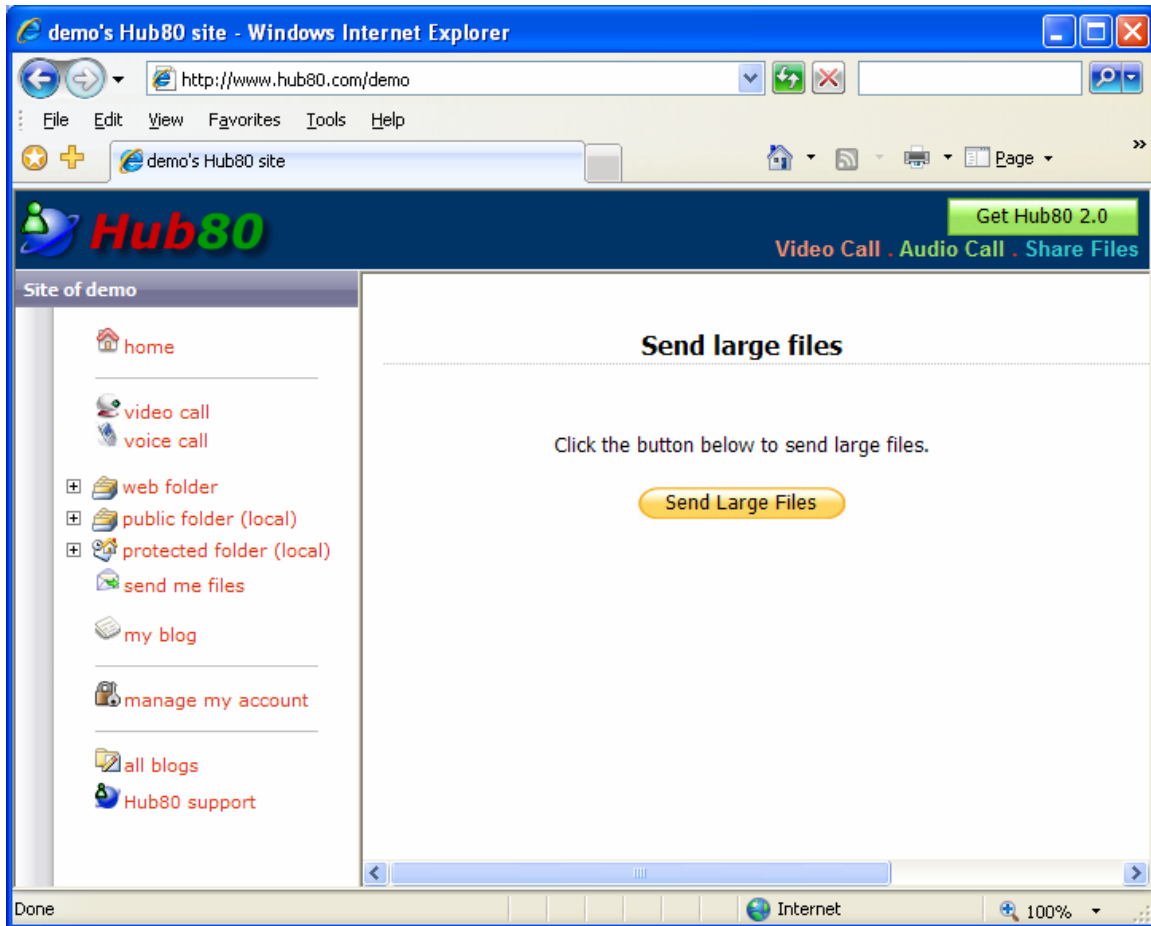 demo's Hub80 site - Windows Internet Explorer
http://www.hub80.com/demo
File Edit View Favorites Tools Help
demo's Hub80 site
Page
Hub80
Get Hub80 2.0
Video Call . Audio Call . Share Files
Site of demo
home
video call
voice call
web folder
public folder (local)
protected folder (local)
send me files
my blog
manage my account
all blogs
Hub80 support
Send large files
Click the button below to send large files.
Send Large Files
Done Internet 100%